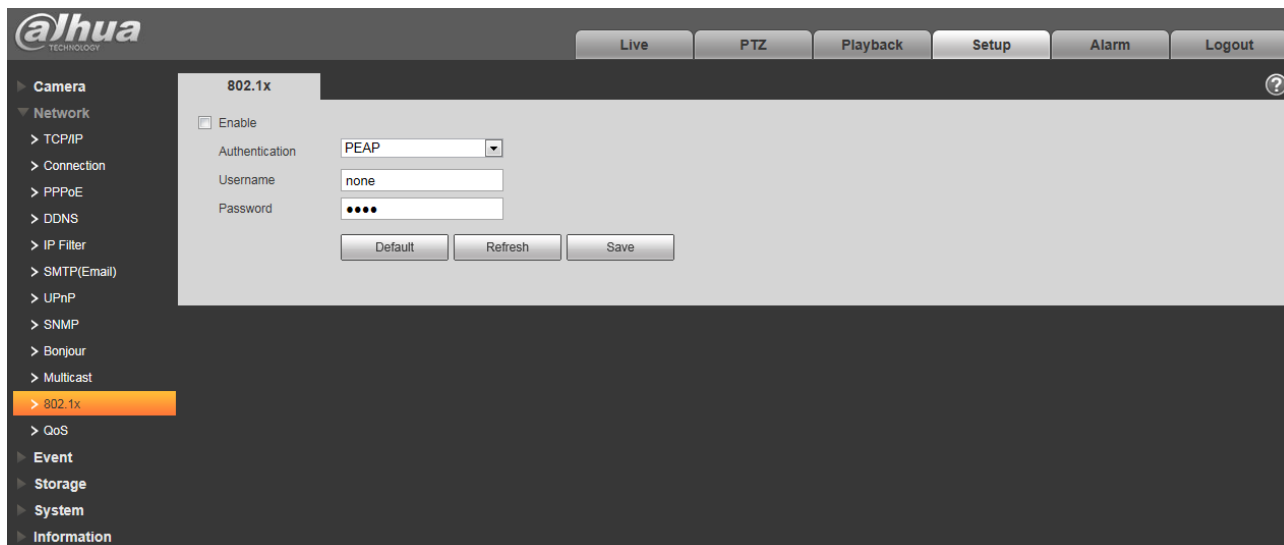 alhua
TECHNOLOGY
Live PTZ Playback Setup Alarm Logout
Camera
Network
> TCP/IP
> Connection
> PPPoE
> DDNS
> IP Filter
> SMTP(Email)
> UPnP
> SNMP
> Bonjour
> Multicast
> 802.1x
> QoS
Event
Storage
System
Information
802.1x
?
Enable
Authentication PEAP
Username none
Password ••••
Default Refresh Save